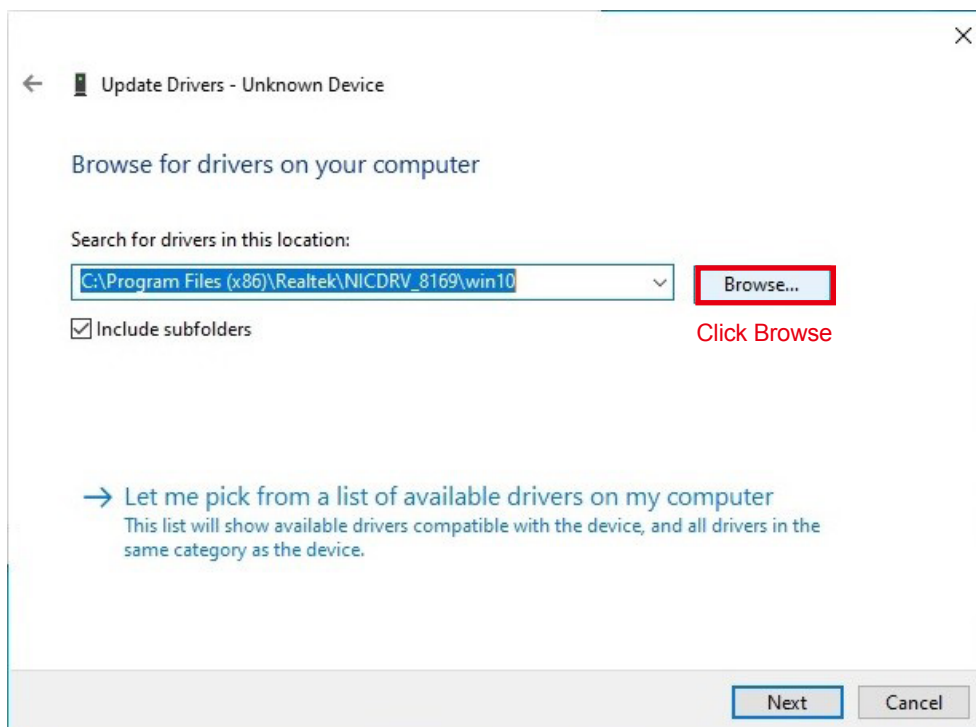 Update Drivers - Unknown Device
Browse for drivers on your computer
Search for drivers in this location:
C:\Program Files (x86)\Realtek\NICDRV_8169\win10
Browse...
Include subfolders
Click Browse
Let me pick from a list of available drivers on my computer
This list will show available drivers compatible with the device, and all drivers in the
same category as the device.
Next
Cancel